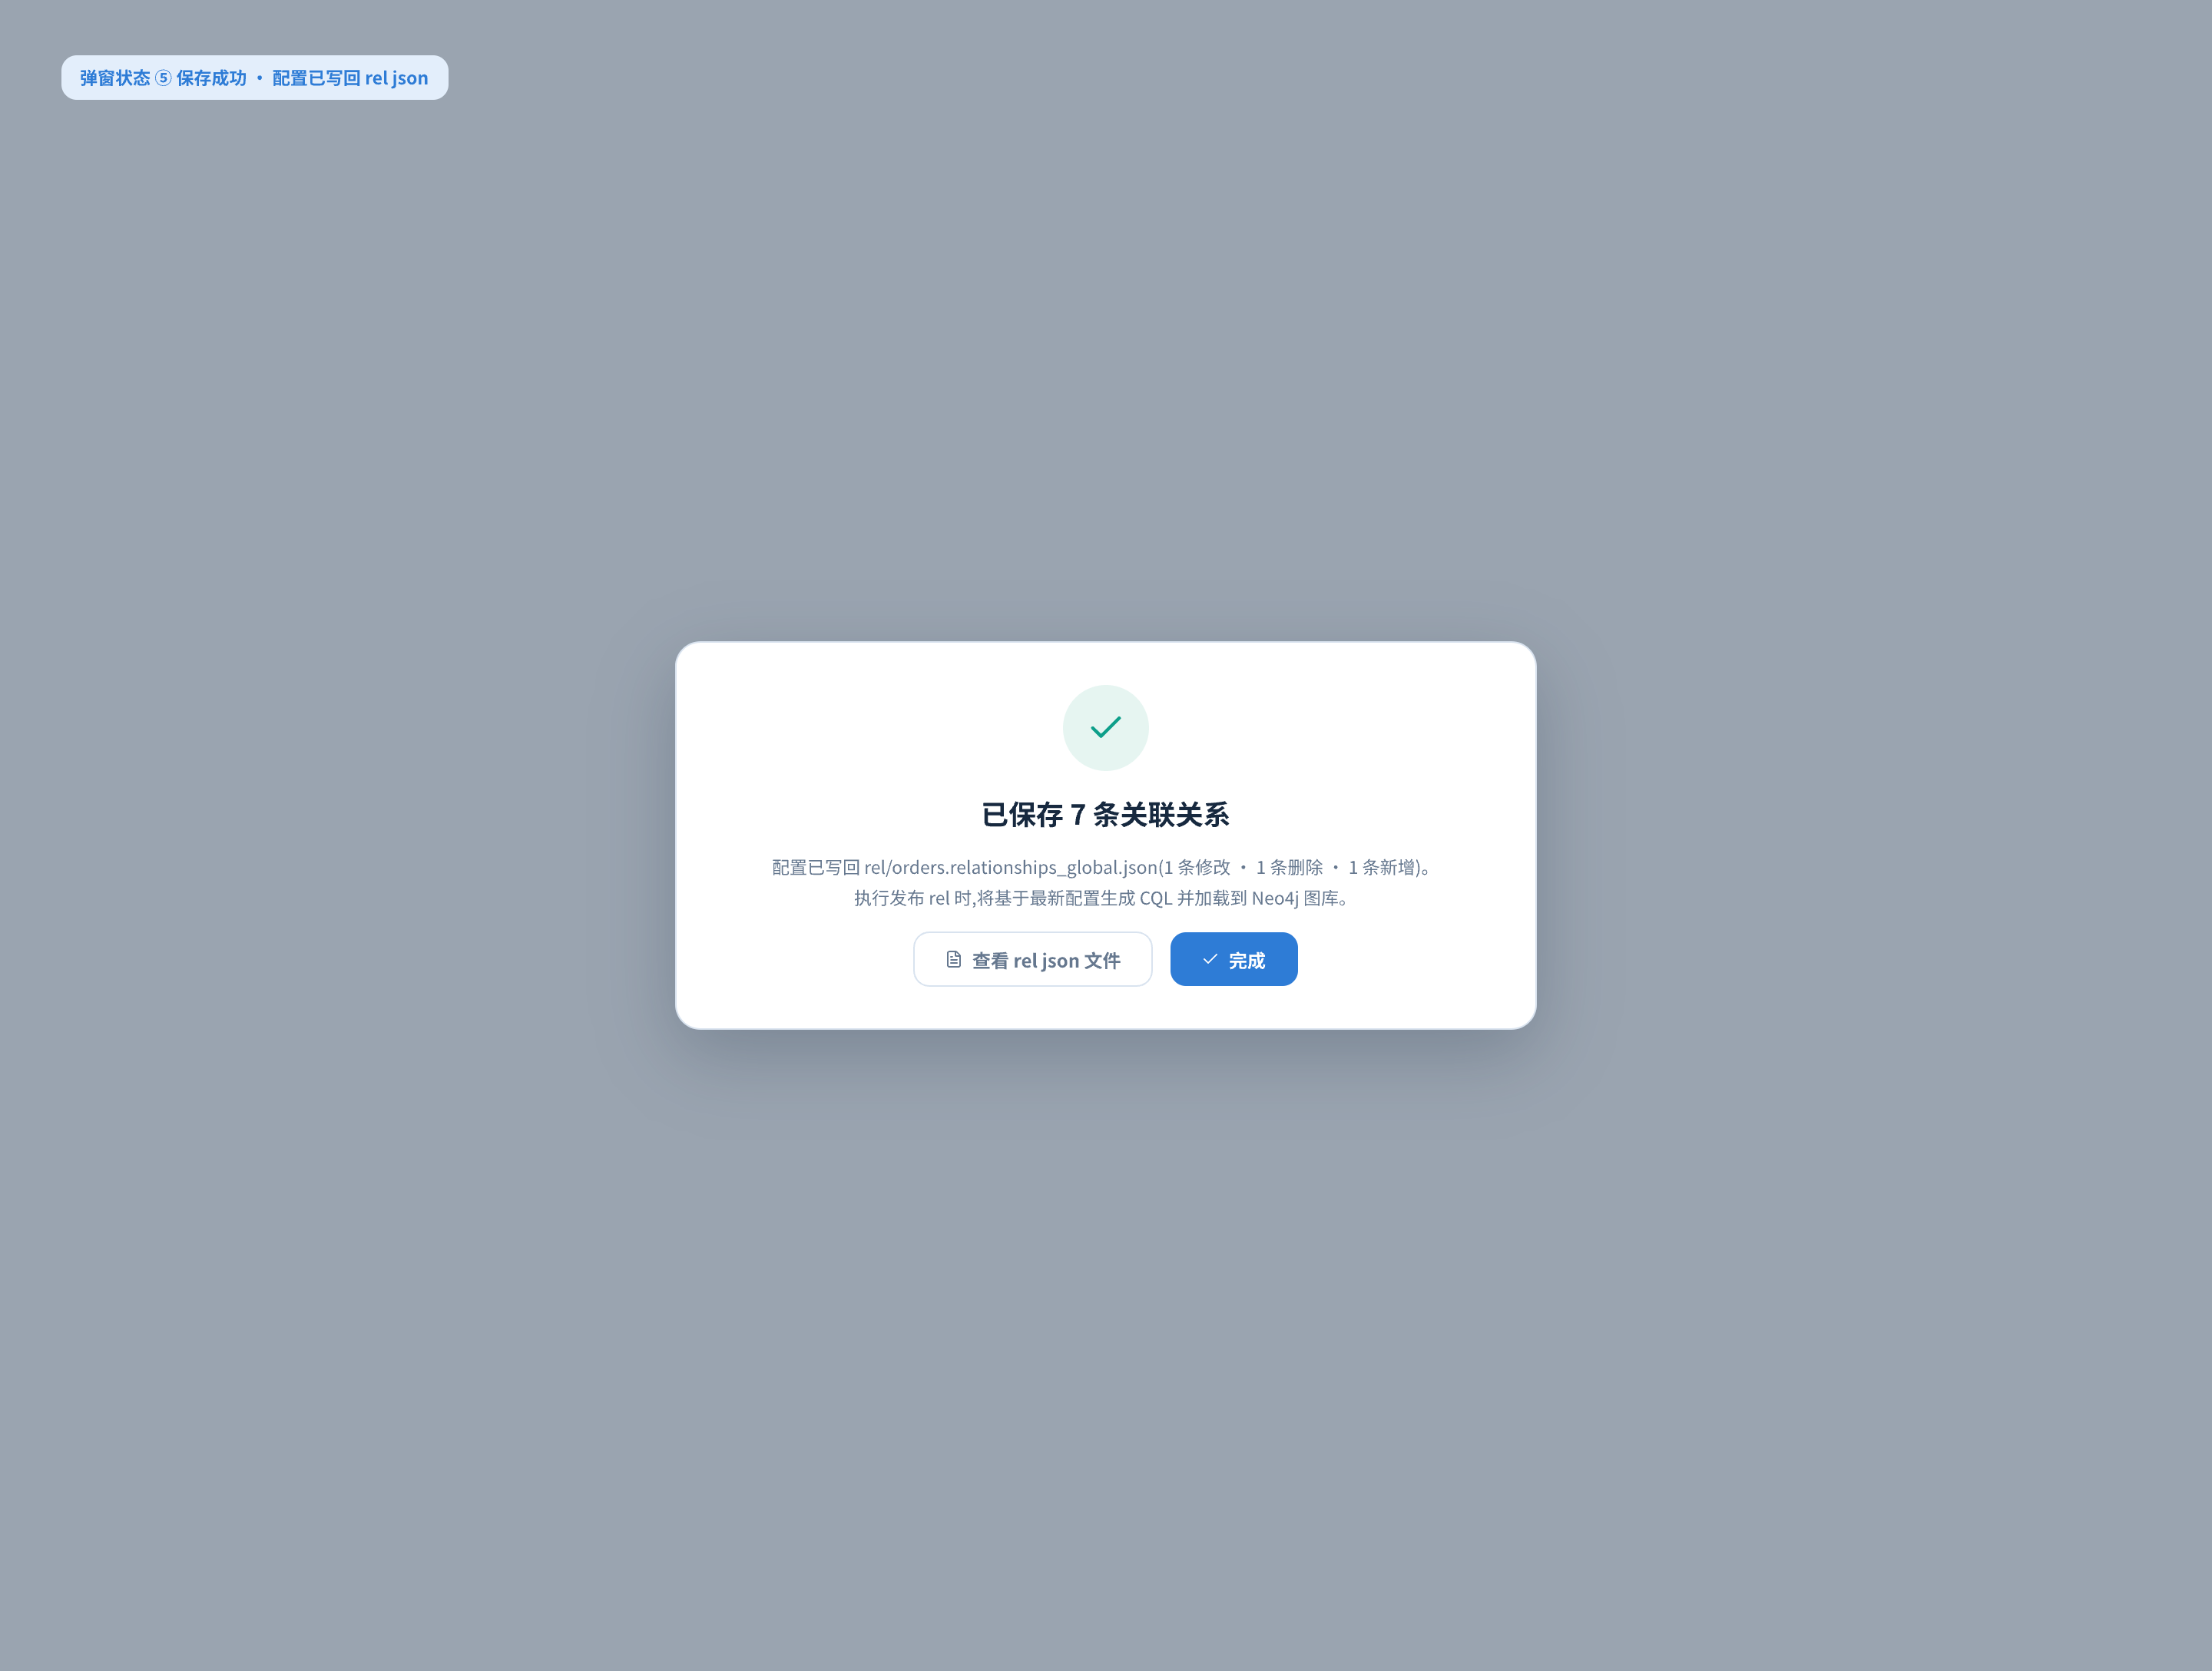 弹窗状态 ⑤ 保存成功 · 配置已写回 rel json
已保存 7 条关联关系
配置已写回 rel/orders.relationships_global.json(1 条修改 · 1 条删除 · 1 条新增)。
执行发布 rel 时,将基于最新配置生成 CQL 并加载到 Neo4j 图库。
查看 rel json 文件
完成